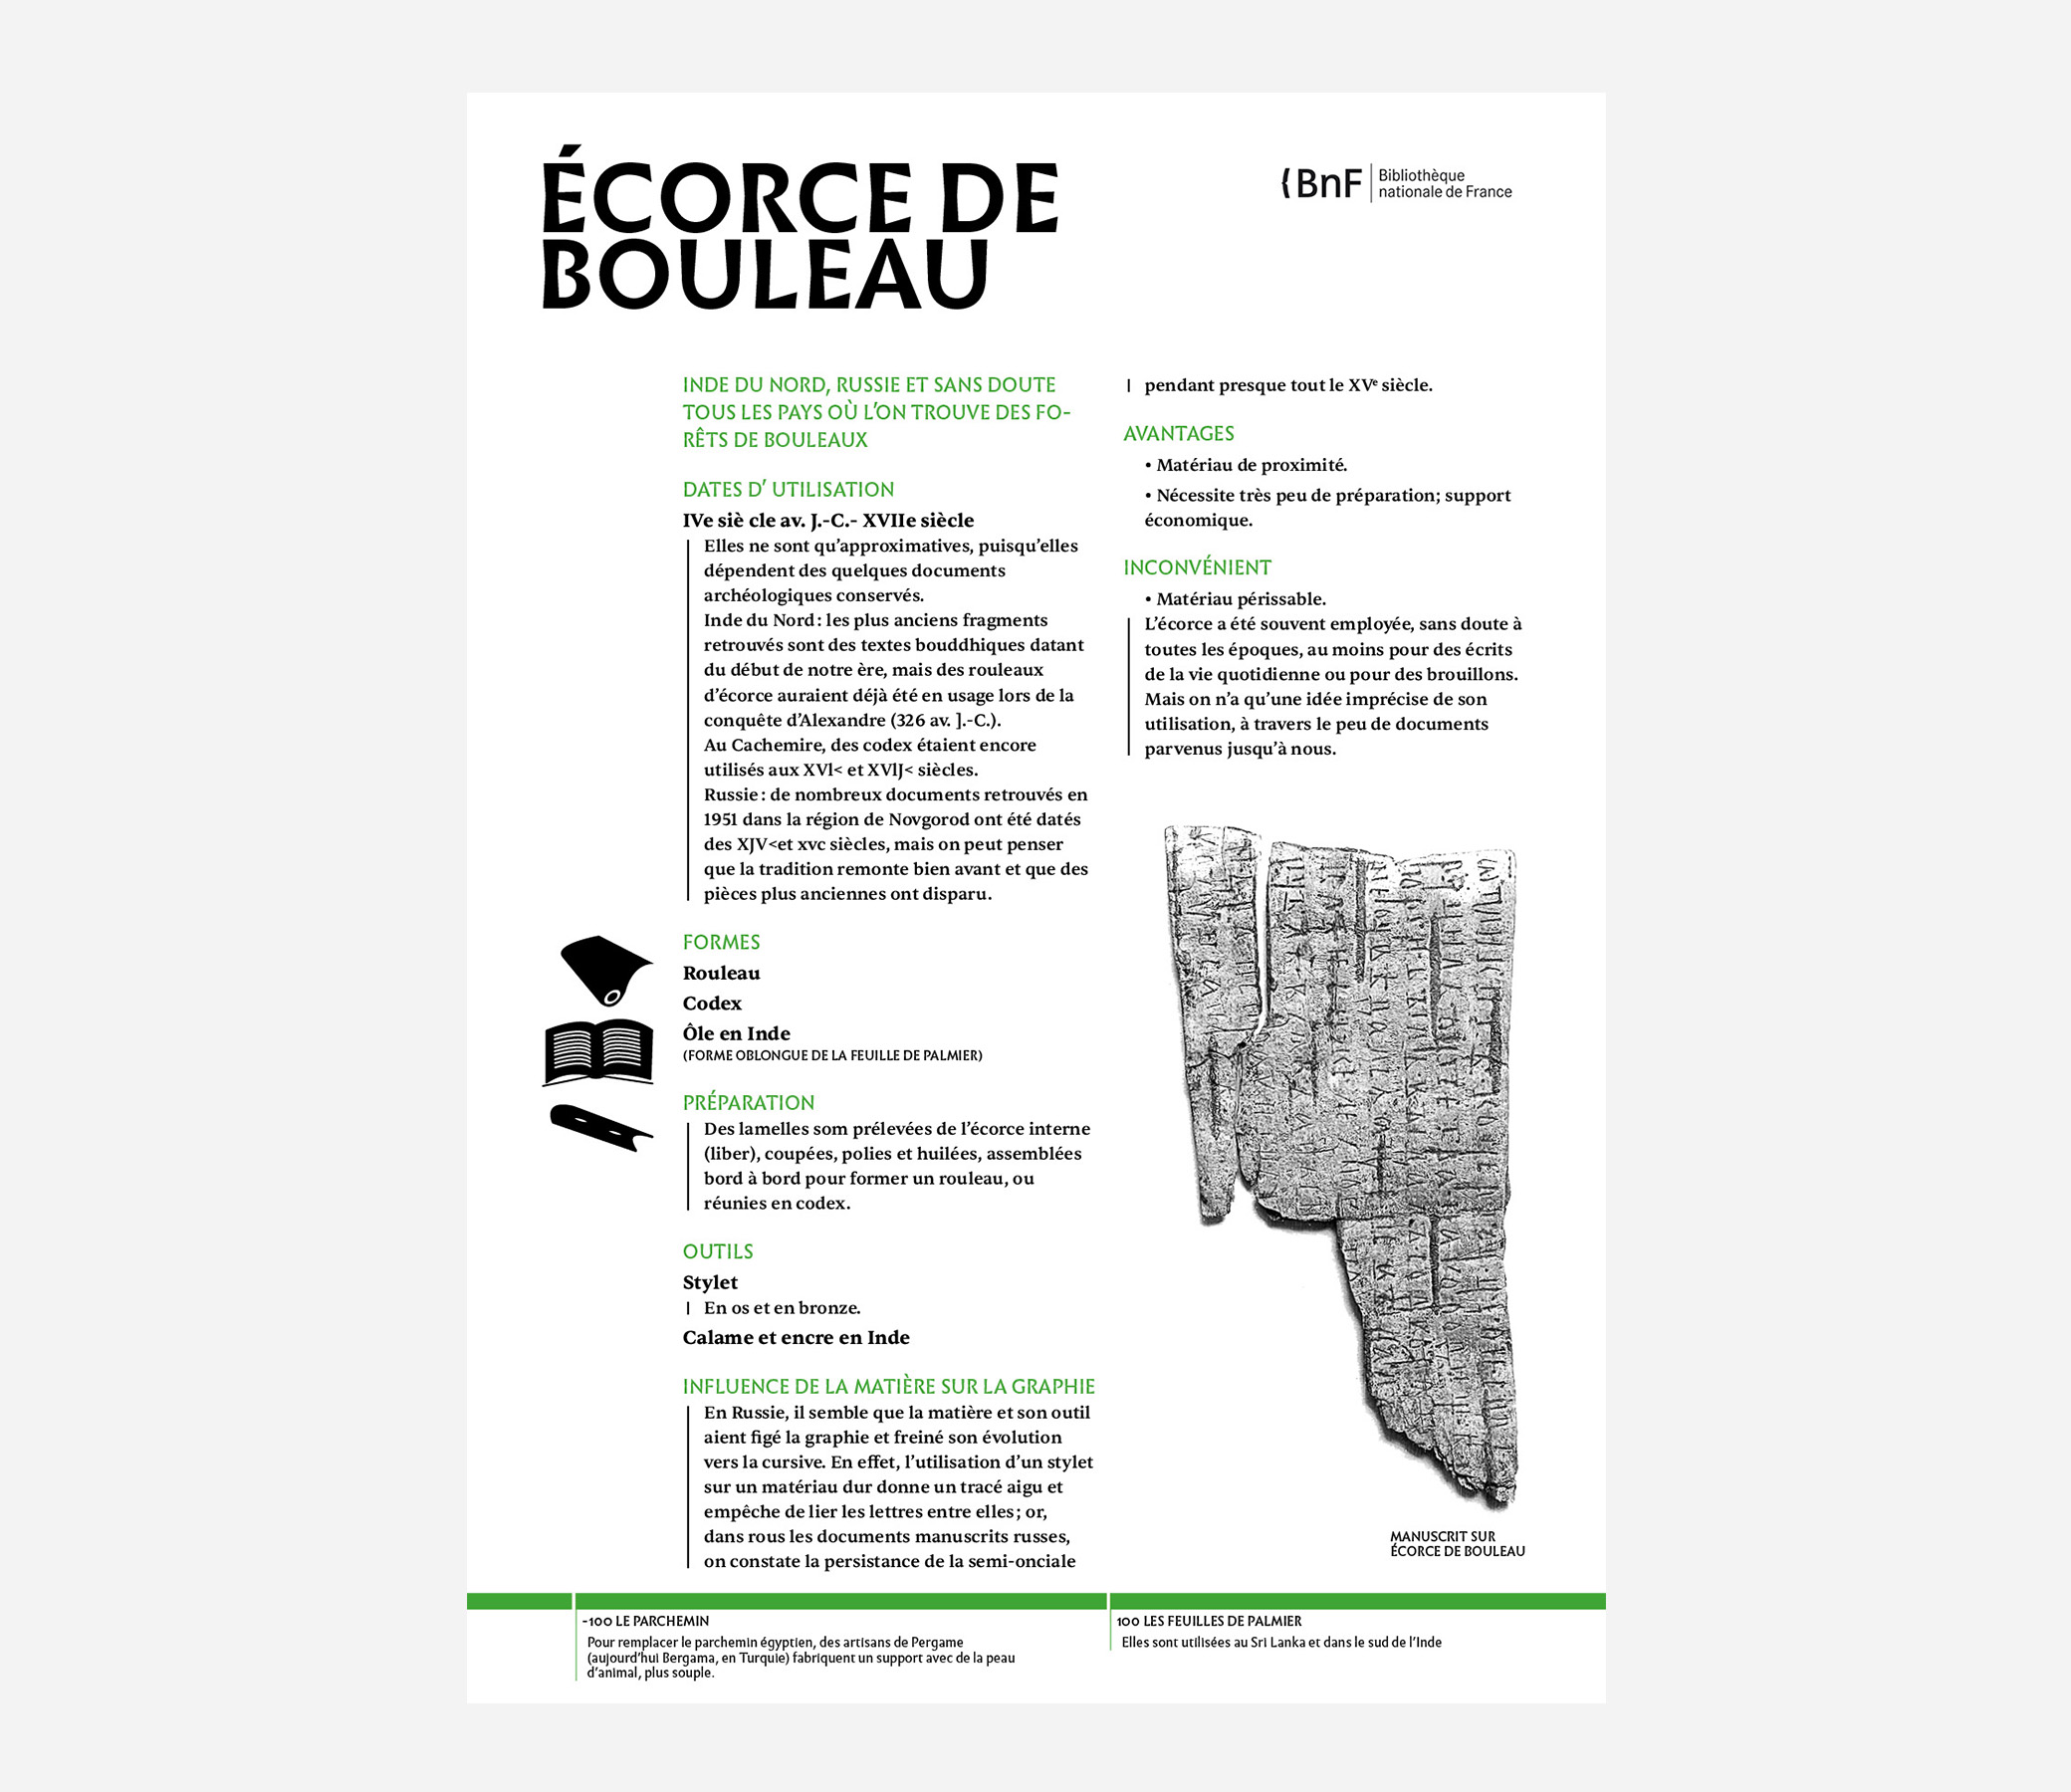 ÉCORCE DE
BOULEAU
{BnF Bibliothèque
nationale de France
INDE DU NORD, RUSSIE ET SANS DOUTE
TOUS LES PAYS OÙ L’ON TROUVE DES FO-
RÊTS DE BOULEAUX
DATES D’ UTILISATION
IVe siè cle av. J.-C.- XVIIe siècle
Elles ne sont qu’approximatives, puisqu’elles
dépendent des quelques documents
archéologiques conservés.
Inde du Nord : les plus anciens fragments
retrouvés sont des textes bouddhiques datant
du début de notre ère, mais des rouleaux
d’écorce auraient déjà été en usage lors de la
conquête d’Alexandre (326 av. ].-C.).
Au Cachemire, des codex étaient encore
utilisés aux XVl< et XVlJ< siècles.
Russie : de nombreux documents retrouvés en
1951 dans la région de Novgorod ont été datés
des XJV<et xvc siècles, mais on peut penser
que la tradition remonte bien avant et que des
pièces plus anciennes ont disparu.
FORMES
Rouleau
Codex
Ôle en Inde
(FORME OBLONGUE DE LA FEUILLE DE PALMIER)
PRÉPARATION
Des lamelles som prélevées de l’écorce interne
(liber), coupées, polies et huilées, assemblées
bord à bord pour former un rouleau, ou
réunies en codex.
OUTILS
Stylet
En os et en bronze.
Calame et encre en Inde
INFLUENCE DE LA MATIÈRE SUR LA GRAPHIE
En Russie, il semble que la matière et son outil
aient figé la graphie et freiné son évolution
vers la cursive. En effet, l’utilisation d’un stylet
sur un matériau dur donne un tracé aigu et
empêche de lier les lettres entre elles ; or,
dans rous les documents manuscrits russes,
on constate la persistance de la semi-onciale
pendant presque tout le XVe siècle.
AVANTAGES
• Matériau de proximité.
• Nécessite très peu de préparation; support
économique.
INCONVÉNIENT
• Matériau périssable.
L’écorce a été souvent employée, sans doute à
toutes les époques, au moins pour des écrits
de la vie quotidienne ou pour des brouillons.
Mais on n’a qu’une idée imprécise de son
utilisation, à travers le peu de documents
parvenus jusqu’à nous.
MANUSCRIT SUR
ÉCORCE DE BOULEAU
-100 LE PARCHEMIN
Pour remplacer le parchemin égyptien, des artisans de Pergame
(aujourd’hui Bergama, en Turquie) fabriquent un support avec de la peau
d’animal, plus souple.
100 LES FEUILLES DE PALMIER
Elles sont utilisées au Sri Lanka et dans le sud de l’Inde